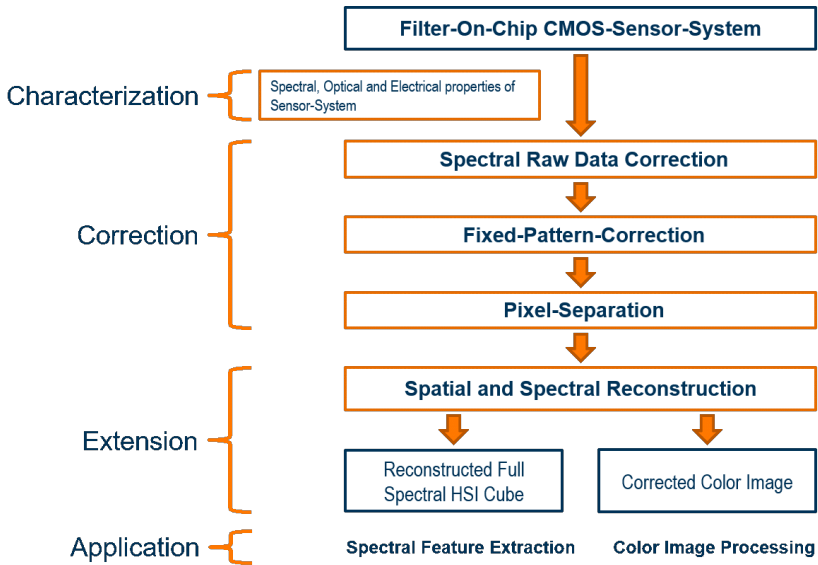 Filter-On-Chip CMOS-Sensor-System
Characterization
Spectral, Optical and Electrical properties of
Sensor-System
Spectral Raw Data Correction
Correction
Fixed-Pattern-Correction
Pixel-Separation
Spatial and Spectral Reconstruction
Extension
Reconstructed Full
Spectral HSI Cube
Corrected Color Image
Application
Spectral Feature Extraction
Color Image Processing